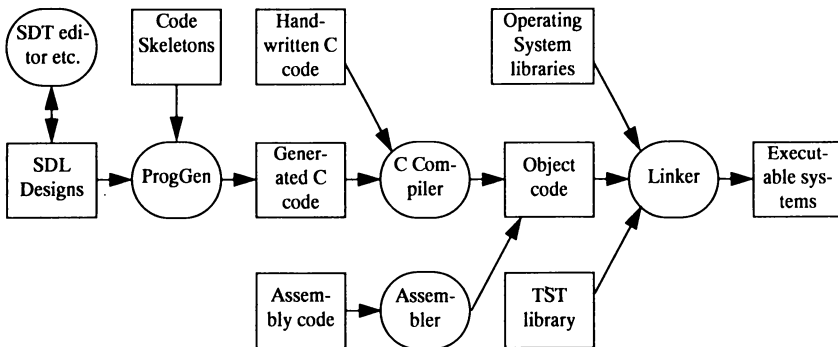 SDT edi-
tor etc.
Code
Skeletons
Hand-
written C
code
Operating
System
libraries
SDL
Designs
ProgGen
Gener-
ated C
code
C Com-
piler
Object
code
Linker
Execut-
able sys-
tems
Assem-
bly code
Assem-
bler
TST
library